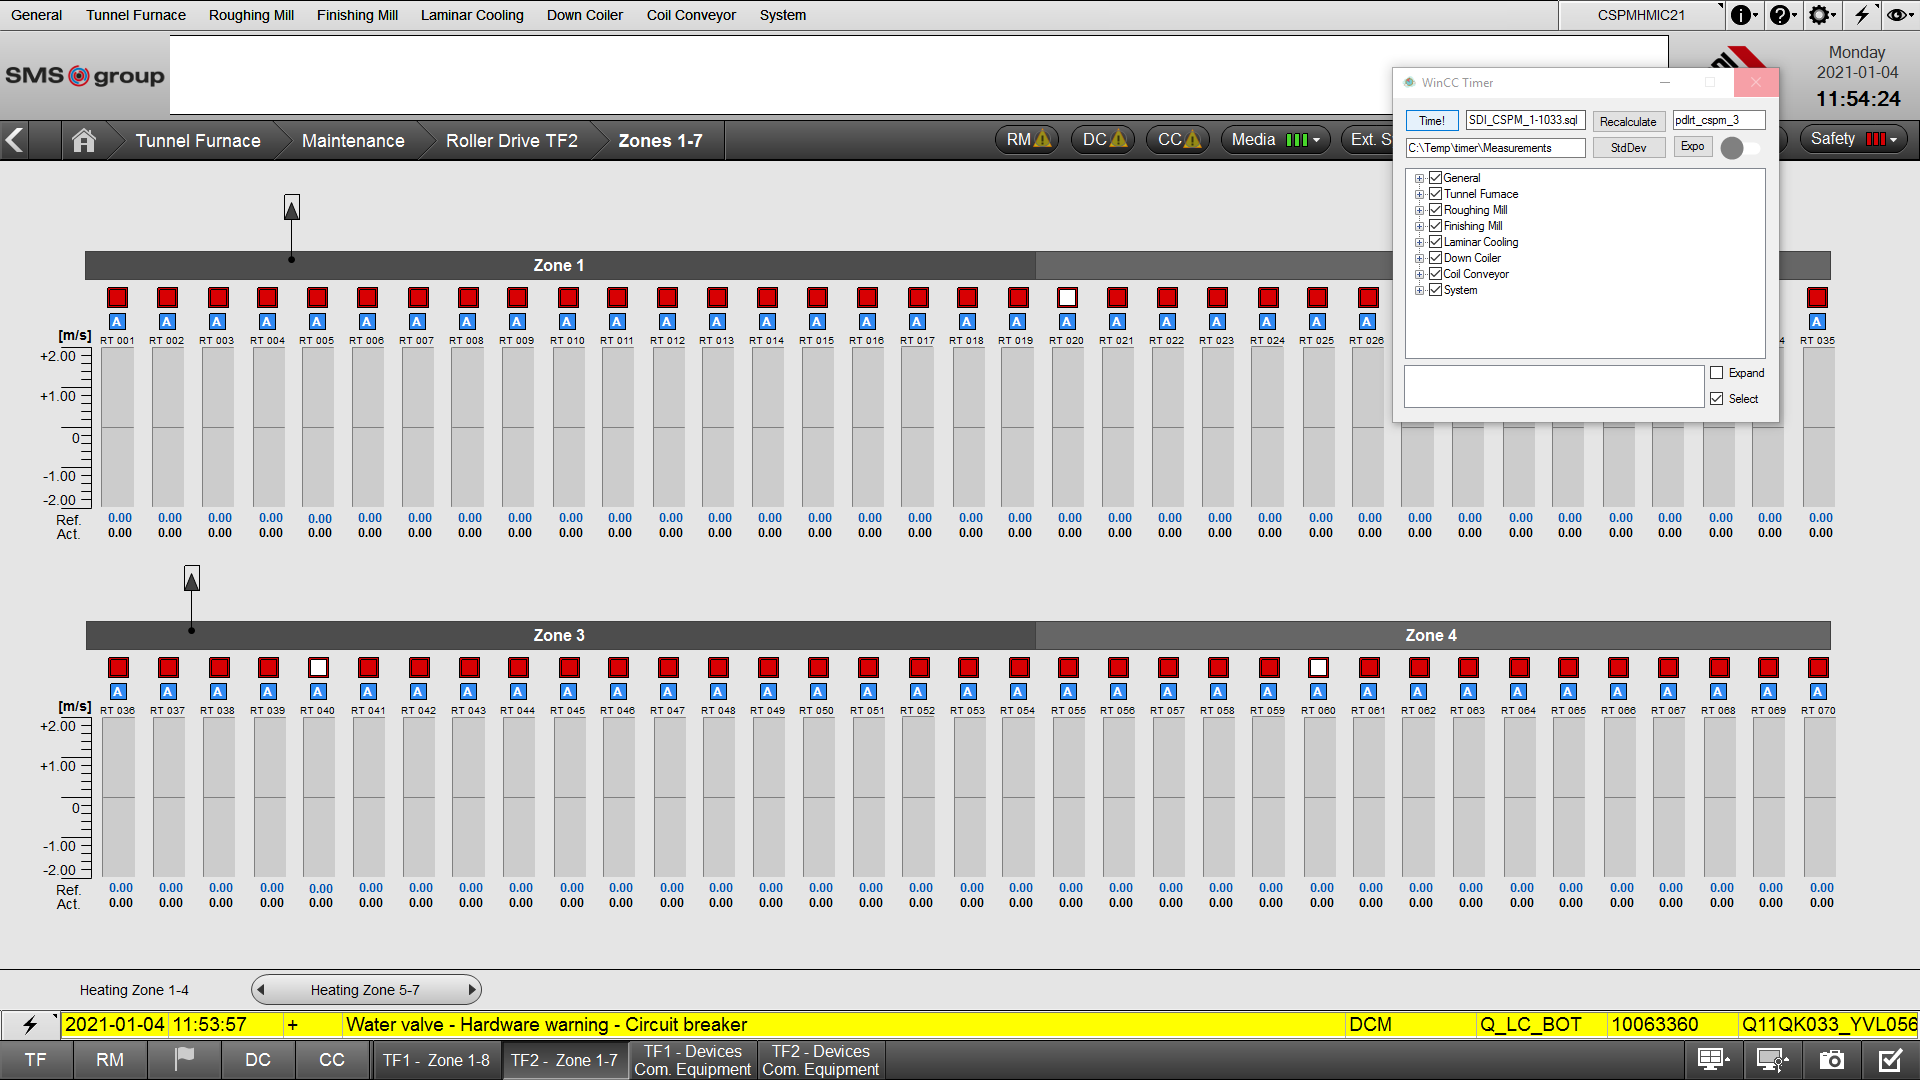 General Tunnel Furnace Roughing Mill Finishing Mill Laminar Cooling Down Coiler Coil Conveyor System CSPMHMIC21
SMS group
Monday
2021-01-04
11:54:24
Tunnel Furnace Maintenance Roller Drive TF2 Zones 1-7 RM DC CC Media Ext. S Safety
WinCC Timer
Time! SDI_CSPM_1-1033.sql Recalculate pdlrt_cspm_3
C:\Temp\timer\Measurements StdDev Expo
General
Tunnel Furnace
Roughing Mill
Finishing Mill
Laminar Cooling
Down Coiler
Coil Conveyor
System
Expand
Select
Zone 1
A A A A A A A A A A A A A A A A A A A A A A A A A A A
[m/s] RT 001 RT 002 RT 003 RT 004 RT 005 RT 006 RT 007 RT 008 RT 009 RT 010 RT 011 RT 012 RT 013 RT 014 RT 015 RT 016 RT 017 RT 018 RT 019 RT 020 RT 021 RT 022 RT 023 RT 024 RT 025 RT 026 4 RT 035
+2.00
+1.00
0
-1.00
-2.00
Ref. 0.00 0.00 0.00 0.00 0.00 0.00 0.00 0.00 0.00 0.00 0.00 0.00 0.00 0.00 0.00 0.00 0.00 0.00 0.00 0.00 0.00 0.00 0.00 0.00 0.00 0.00 0.00 0.00 0.00 0.00 0.00 0.00 0.00 0.00 0.00
Act. 0.00 0.00 0.00 0.00 0.00 0.00 0.00 0.00 0.00 0.00 0.00 0.00 0.00 0.00 0.00 0.00 0.00 0.00 0.00 0.00 0.00 0.00 0.00 0.00 0.00 0.00 0.00 0.00 0.00 0.00 0.00 0.00 0.00 0.00 0.00
Zone 3 Zone 4
A A A A A A A A A A A A A A A A A A A A A A A A A A A A A A A A A A A
[m/s] RT 036 RT 037 RT 038 RT 039 RT 040 RT 041 RT 042 RT 043 RT 044 RT 045 RT 046 RT 047 RT 048 RT 049 RT 050 RT 051 RT 052 RT 053 RT 054 RT 055 RT 056 RT 057 RT 058 RT 059 RT 060 RT 061 RT 062 RT 063 RT 064 RT 065 RT 066 RT 067 RT 068 RT 069 RT 070
+2.00
+1.00
0
-1.00
-2.00
Ref. 0.00 0.00 0.00 0.00 0.00 0.00 0.00 0.00 0.00 0.00 0.00 0.00 0.00 0.00 0.00 0.00 0.00 0.00 0.00 0.00 0.00 0.00 0.00 0.00 0.00 0.00 0.00 0.00 0.00 0.00 0.00 0.00 0.00 0.00 0.00
Act. 0.00 0.00 0.00 0.00 0.00 0.00 0.00 0.00 0.00 0.00 0.00 0.00 0.00 0.00 0.00 0.00 0.00 0.00 0.00 0.00 0.00 0.00 0.00 0.00 0.00 0.00 0.00 0.00 0.00 0.00 0.00 0.00 0.00 0.00 0.00
Heating Zone 1-4 Heating Zone 5-7
2021-01-04 11:53:57 + Water valve - Hardware warning - Circuit breaker DCM Q_LC_BOT 10063360 Q11QK033_YVL056
TF RM DC CC TF1 - Zone 1-8 TF2 - Zone 1-7 TF1 - Devices Com. Equipment TF2 - Devices Com. Equipment